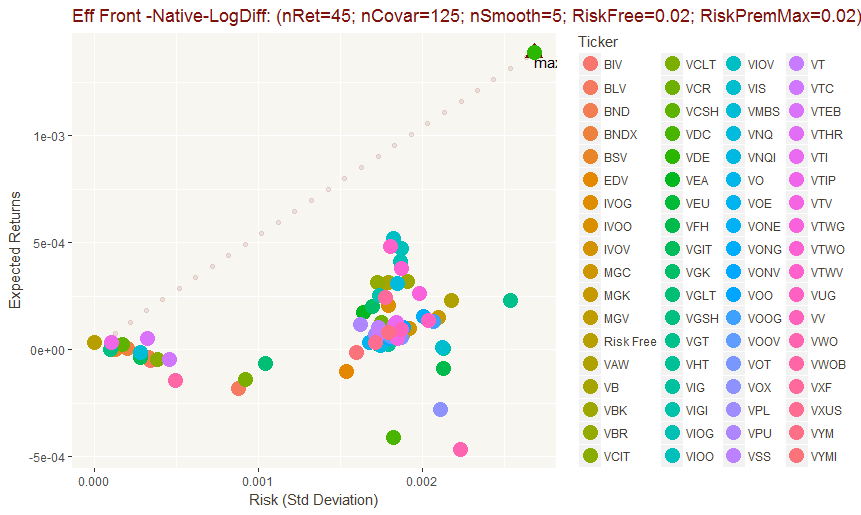 Eff Front -Native-LogDiff: (nRet=45; nCovar=125; nSmooth=5; RiskFree=0.02; RiskPremMax=0.02)
Expected Returns
1e-03
5e-04
0e+00
-5e-04
0.000
0.001
0.002
Risk (Std Deviation)
max
Ticker
BIV
BLV
BND
BNDX
BSV
EDV
IVOG
IVOO
IVOV
MGC
MGK
MGV
Risk Free
VAW
VB
VBK
VBR
VCIT
VCLT
VCR
VCSH
VDC
VDE
VEA
VEU
VFH
VGIT
VGK
VGLT
VGSH
VGT
VHT
VIG
VIGI
VIOG
VIOO
VIOV
VIS
VMBS
VNQ
VNQI
VO
VOE
VONE
VONG
VONV
VOO
VOOG
VOOV
VOT
VOX
VPL
VPU
VSS
VT
VTC
VTEB
VTHR
VTI
VTIP
VTV
VTWG
VTWO
VTWV
VUG
VV
VWO
VWOB
VXF
VXUS
VYM
VYMI